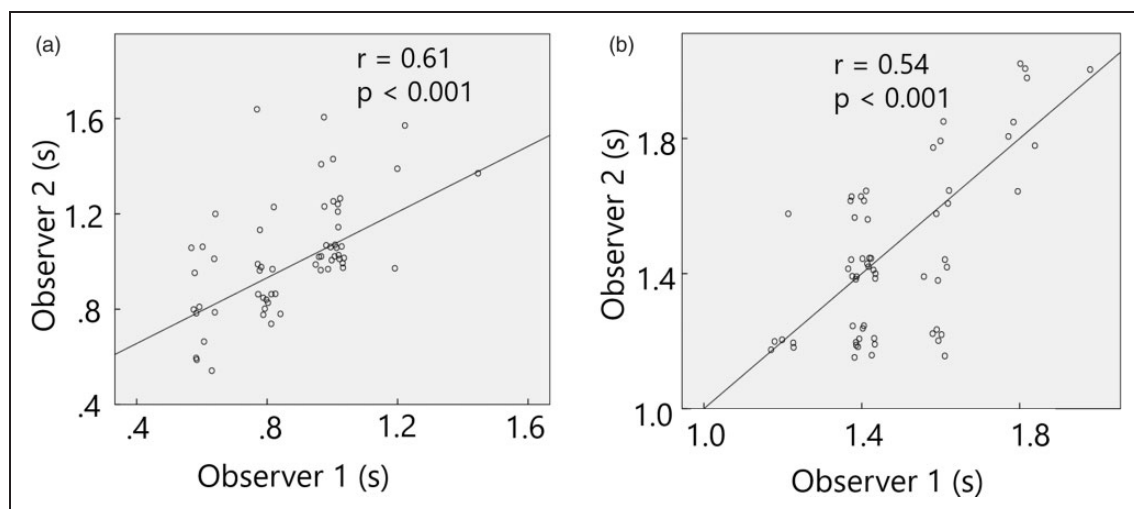 (a)
r = 0.61
p < 0.001
1.6
1.2
.8
.4
Observer 2 (s)
.4 .8 1.2 1.6
Observer 1 (s)
(b)
r = 0.54
p < 0.001
1.8
1.4
1.0
Observer 2 (s)
1.0 1.4 1.8
Observer 1 (s)